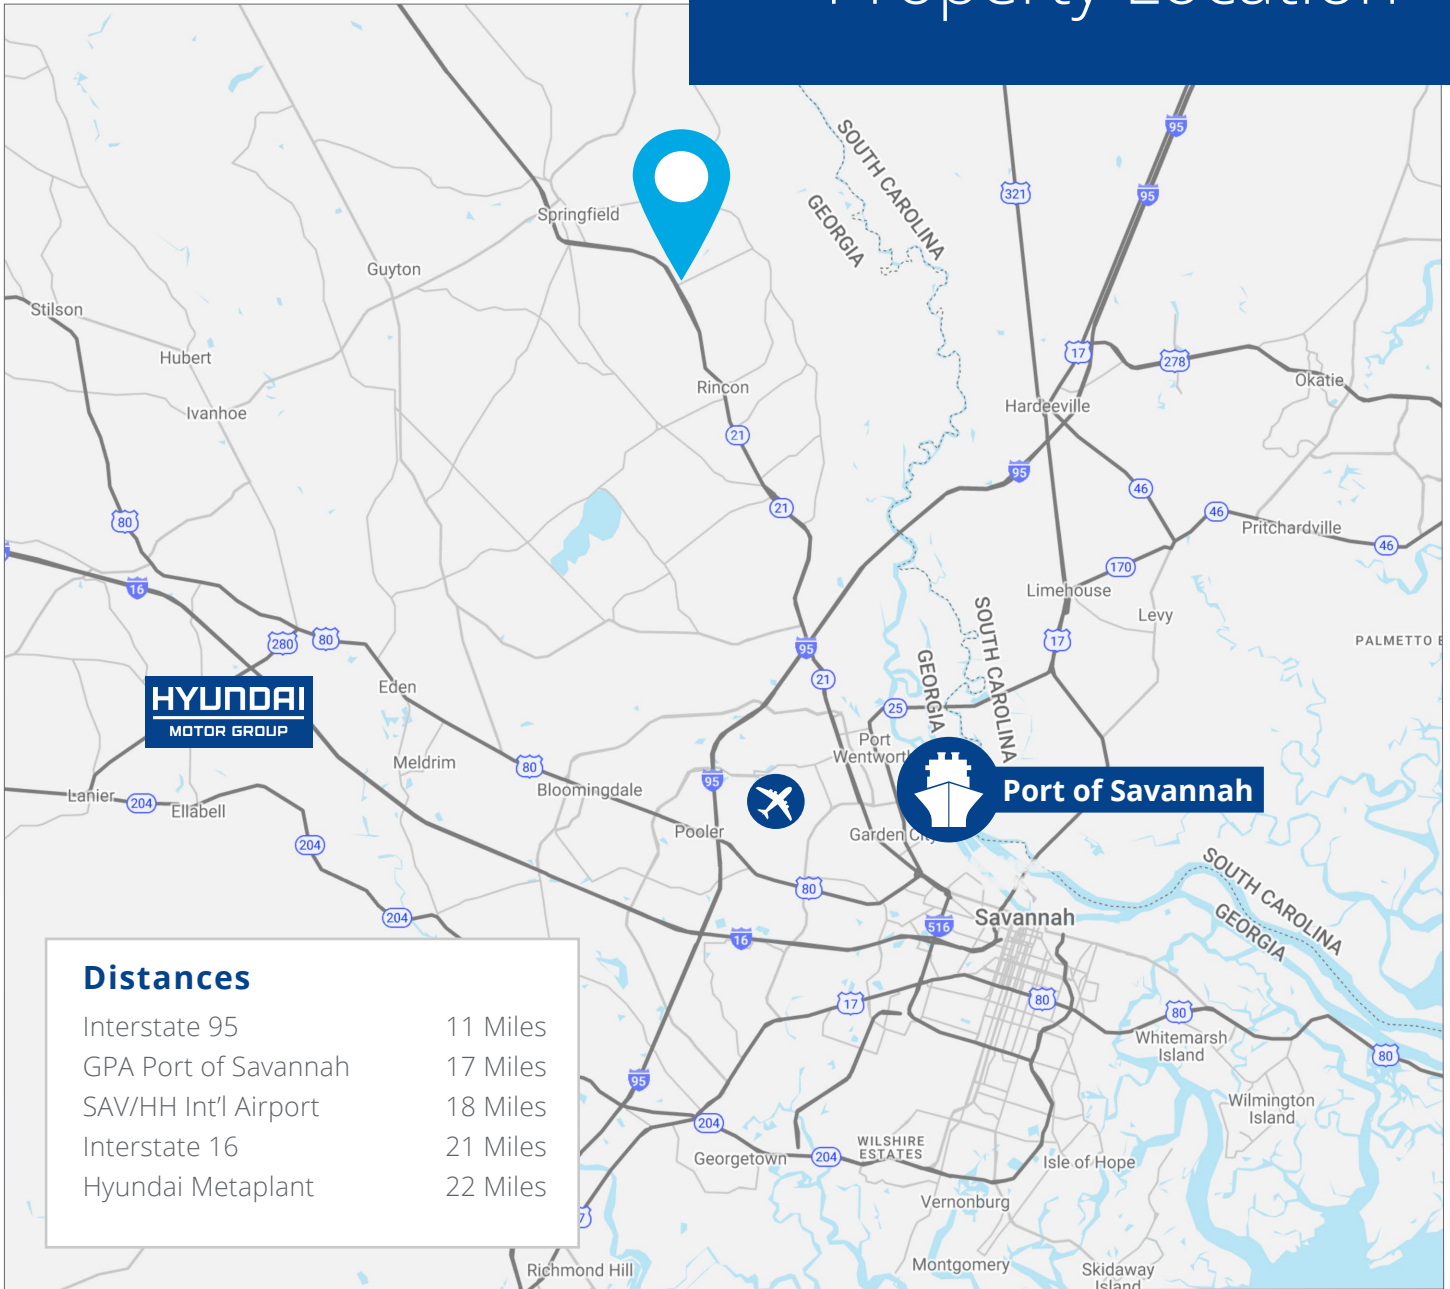 Property Location
SOUTH CAROLINA
GEORGIA
95
321
95
Springfield
Guyton
Stilson
Hubert
Ivanhoe
Rincon
21
21
17
278
Okatie
Hardeeville
95
46
46
Pritchardville
46
170
Limehouse
Levy
SOUTH CAROLINA
GEORGIA
17
PALMETTO
80
16
280
80
HYUNDAI
MOTOR GROUP
Eden
Meldrim
80
Bloomingdale
95
21
25
Port
Wentworth
95
Pooler
Garden City
Port of Savannah
Lanier
204
Ellabell
204
204
80
16
516
Savannah
SOUTH CAROLINA
GEORGIA
Distances
Interstate 95 11 Miles
GPA Port of Savannah 17 Miles
SAV/HH Int'l Airport 18 Miles
Interstate 16 21 Miles
Hyundai Metaplant 22 Miles
17
80
80
Whitemarsh
Island
80
95
204
Wilmington
Island
Georgetown
204
WILSHIRE
ESTATES
Isle of Hope
Vernonburg
7
Richmond Hill
Montgomery
Skidaway
Island